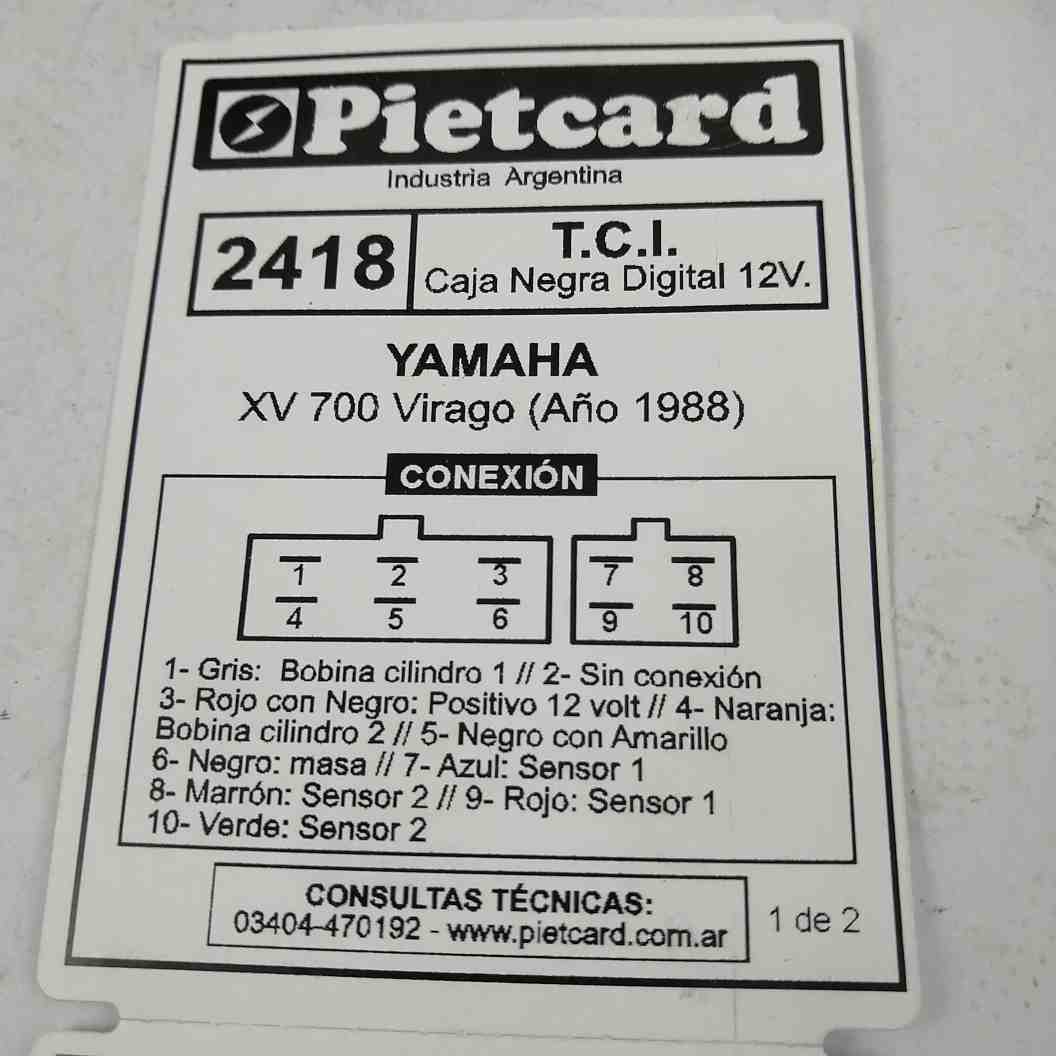 Pietcard
Industria Argentina
2418
T.C.I.
Caja Negra Digital 12V.
YAMAHA
XV 700 Virago (Año 1988)
CONEXIÓN
1 2 3 7 8
4 5 6 9 10
1- Gris: Bobina cilindro 1 // 2- Sin conexión
3- Rojo con Negro: Positivo 12 volt // 4- Naranja:
Bobina cilindro 2 // 5- Negro con Amarillo
6- Negro: masa // 7- Azul: Sensor 1
8- Marrón: Sensor 2 // 9- Rojo: Sensor 1
10- Verde: Sensor 2
CONSULTAS TÉCNICAS:
03404-470192 - www.pietcard.com.ar
1 de 2